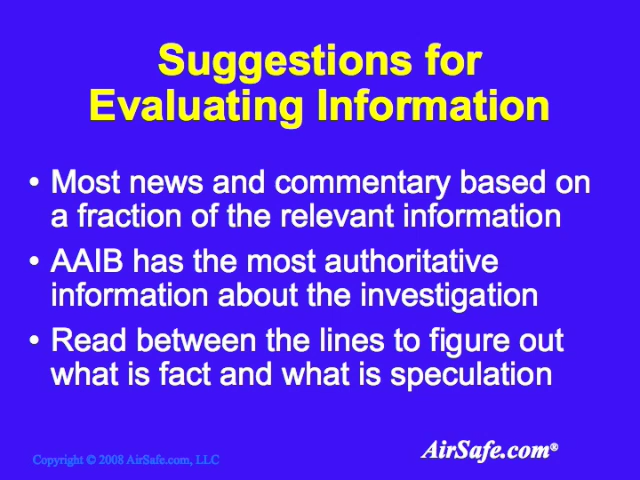 Suggestions for
Evaluating Information
• Most news and commentary based on
a fraction of the relevant information
• AAIB has the most authoritative
information about the investigation
• Read between the lines to figure out
what is fact and what is speculation
Copyright © 2008 AirSafe.com, LLC
AirSafe.com®